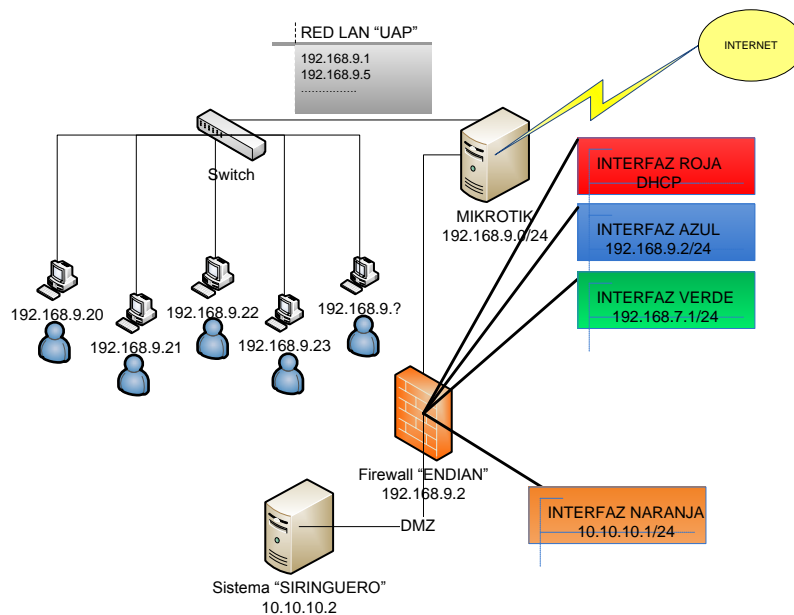 RED LAN “UAP”
192.168.9.1
192.168.9.5
................
INTERNET
Switch
MIKROTIK
192.168.9.0/24
INTERFAZ ROJA
DHCP
INTERFAZ AZUL
192.168.9.2/24
INTERFAZ VERDE
192.168.7.1/24
192.168.9.20
192.168.9.21
192.168.9.22
192.168.9.23
192.168.9.?
Firewall “ENDIAN”
192.168.9.2
DMZ
INTERFAZ NARANJA
10.10.10.1/24
Sistema “SIRINGUERO”
10.10.10.2